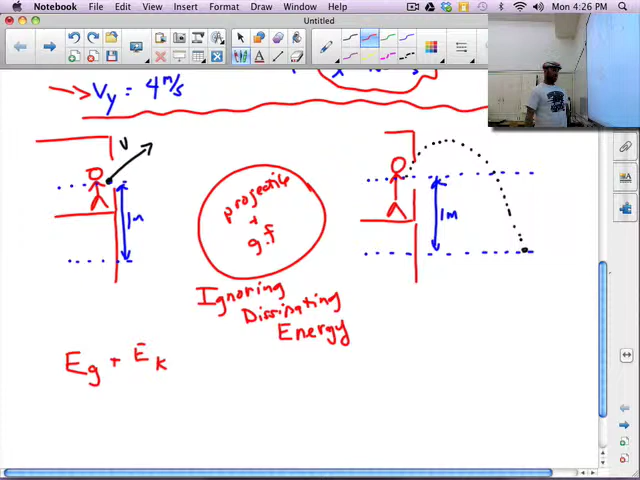 Notebook File Edit View Insert Format Draw Window Help Mon 4:26 PM
Untitled
Vy = 4 m/s
V
1m
projectile
+
g.f
1m
Ignoring
Dissipating
Energy
Eg + Ek